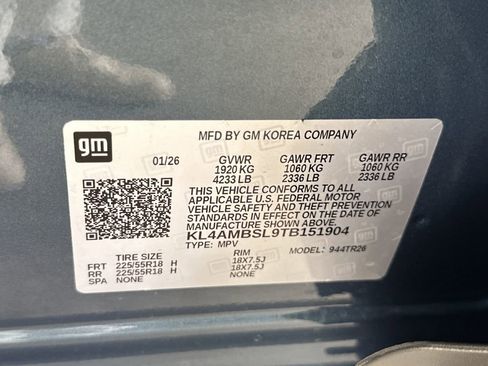 gm
MFD BY GM KOREA COMPANY
01/26 GVWR GAWR FRT GAWR RR
1920 KG 1060 KG 1060 KG
4233 LB 2336 LB 2336 LB
THIS VEHICLE CONFORMS TO ALL
APPLICABLE U.S. FEDERAL MOTOR
VEHICLE SAFETY AND THEFT PREVENTION
STANDARDS IN EFFECT ON THE DATE OF
MANUFACTURE SHOWN ABOVE.
KL4AMBSL9TB151904
TYPE: MPV MODEL: 944TR26
TIRE SIZE RIM
FRT 225/55R18 H 18X7.5J
RR 225/55R18 H 18X7.5J
SPA NONE NONE